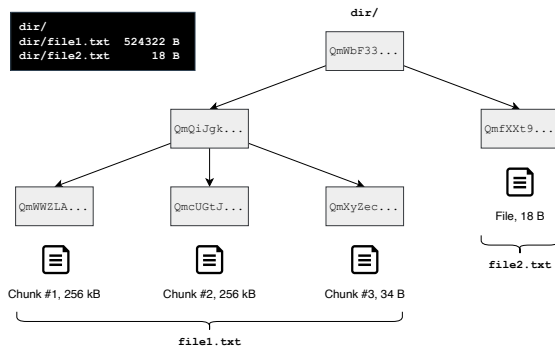 dir/
dir/file1.txt 524322 B
dir/file2.txt 18 B
dir/
QmWbF33...
QmQiJgk...
QmfXXt9...
QmWWZLA...
QmcUGtJ...
QmXyZec...
File, 18 B
file2.txt
Chunk #1, 256 kB
Chunk #2, 256 kB
Chunk #3, 34 B
file1.txt